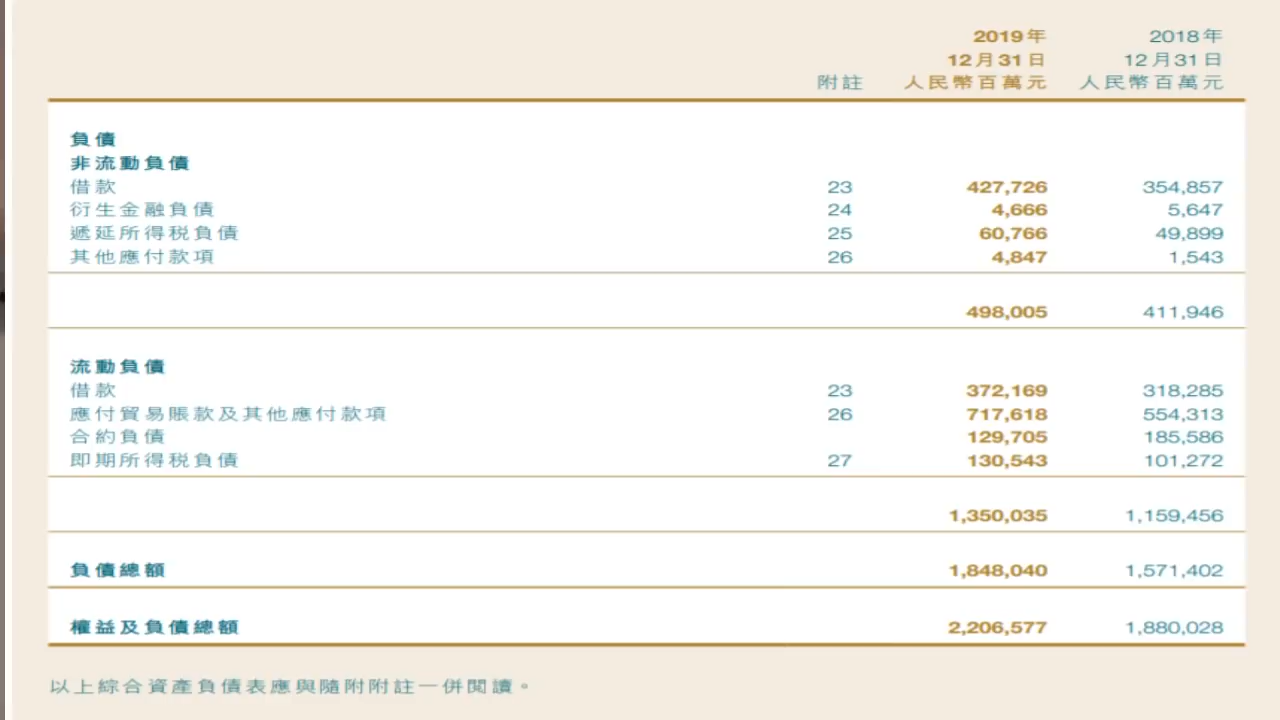 2019年 2018年
12月31日 12月31日
附註 人民幣百萬元 人民幣百萬元
負債
非流動負債
借款 23 427,726 354,857
衍生金融負債 24 4,666 5,647
遞延所得稅負債 25 60,766 49,899
其他應付款項 26 4,847 1,543
498,005 411,946
流動負債
借款 23 372,169 318,285
應付貿易賬款及其他應付款項 26 717,618 554,313
合約負債 129,705 185,586
即期所得稅負債 27 130,543 101,272
1,350,035 1,159,456
負債總額 1,848,040 1,571,402
權益及負債總額 2,206,577 1,880,028
以上綜合資產負債表應與隨附附註一併閱讀。